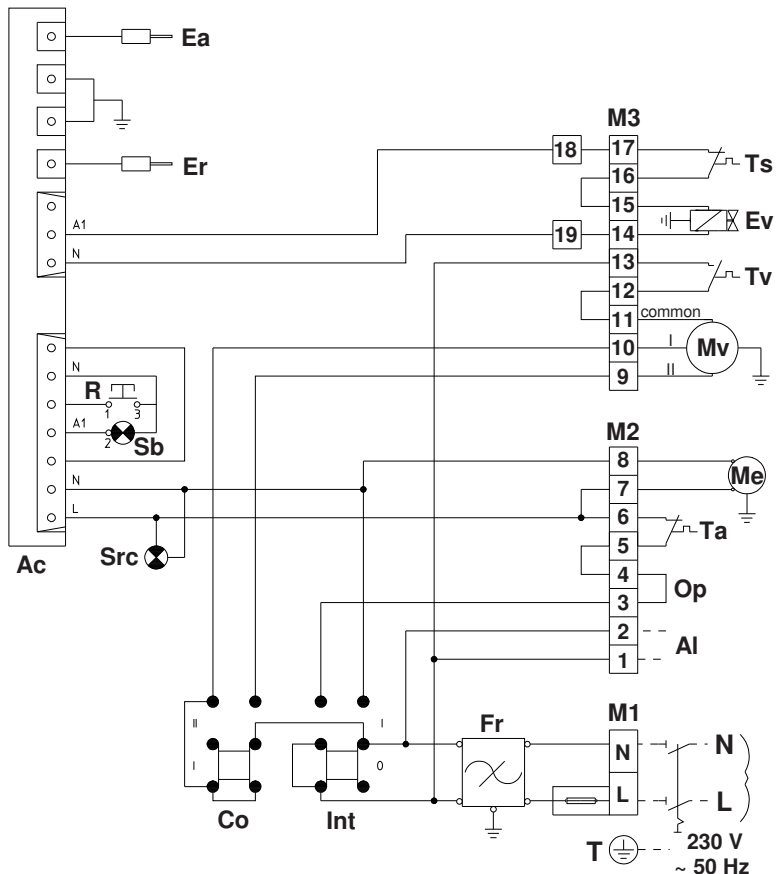 Ea
M3
18 17
Er
Ts
16
15
A1
Ev
19 14
N
13
Tv
12
11 common
10 I Mv
N
9 II
R
1 3
A1
2 Sb
M2
8
Me
N
7
L
6
Ta
Src
5
Ac
4
Op
3
2
Al
1
II I
Fr
M1
N N
I 0
L L
Co Int
T
230 V
~ 50 Hz